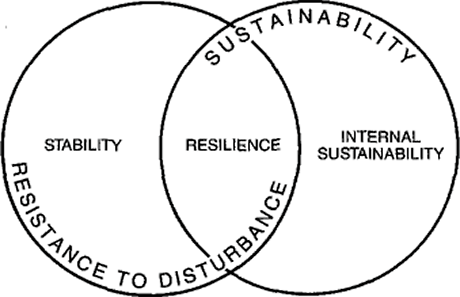 SUSTAINABILITY
STABILITY
RESILIENCE
INTERNAL
SUSTAINABILITY
RESISTANCE TO DISTURBANCE